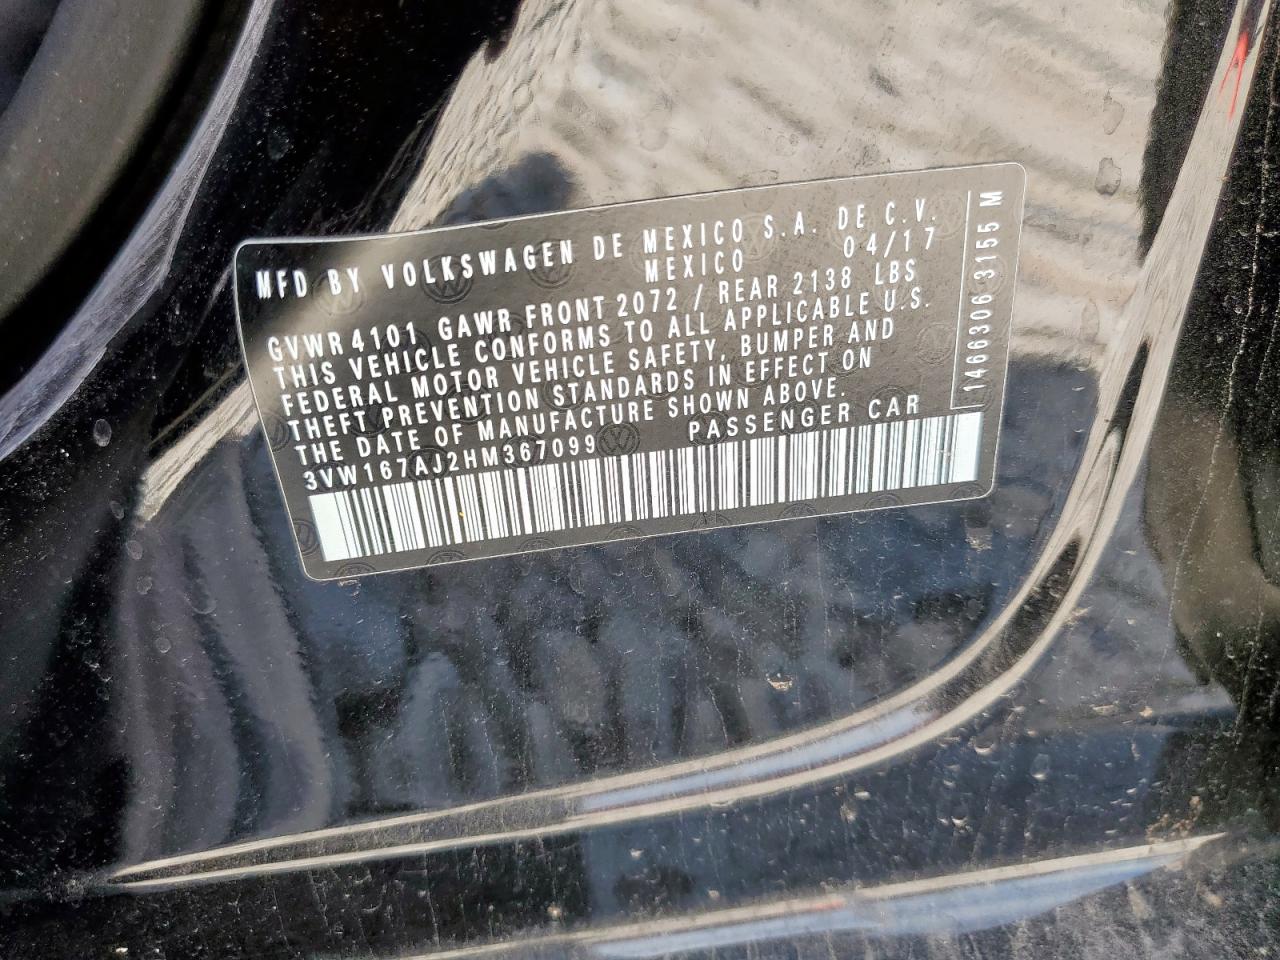 MFD BY VOLKSWAGEN DE MEXICO S.A. DE C.V.
MEXICO 04/17
GVWR 4101 GAWR FRONT 2072 / REAR 2138 LBS
THIS VEHICLE CONFORMS TO ALL APPLICABLE U.S.
FEDERAL MOTOR VEHICLE SAFETY, BUMPER AND
THEFT PREVENTION STANDARDS IN EFFECT ON
THE DATE OF MANUFACTURE SHOWN ABOVE.
3VW167AJ2HM367099 PASSENGER CAR
1466306 3155 M